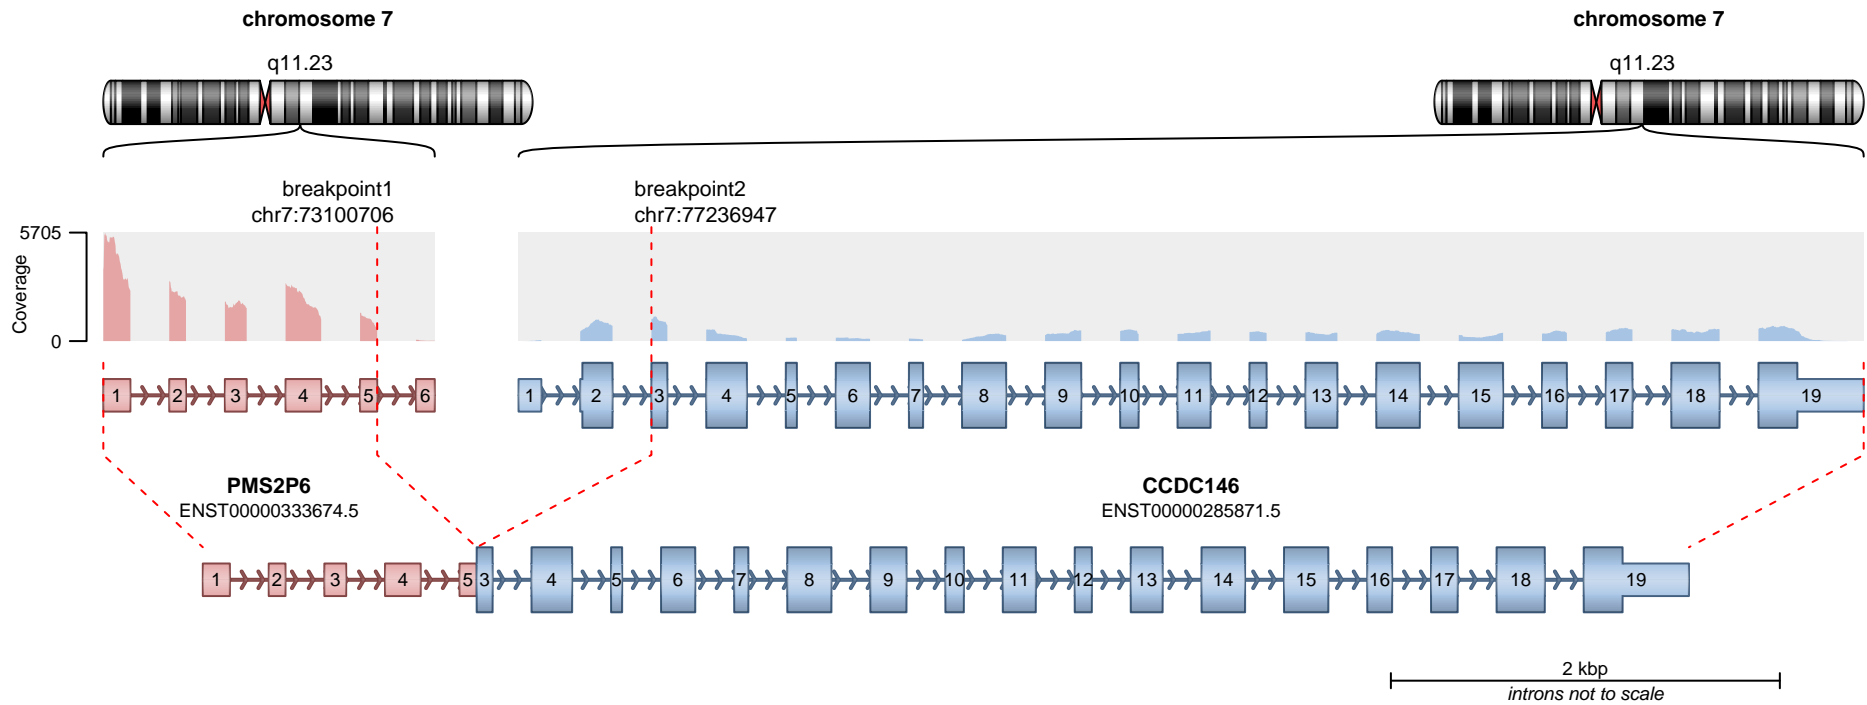 chromosome 7
chromosome 7
q11.23
q11.23
breakpoint1
chr7:73100706
breakpoint2
chr7:77236947
5705
Coverage
0
1 2 3 4 5 6
1 2 3 4 5 6 7 8 9 10 11 12 13 14 15 16 17 18 19
PMS2P6
ENST00000333674.5
CCDC146
ENST00000285871.5
1 2 3 4 5 3 4 5 6 7 8 9 10 11 12 13 14 15 16 17 18 19
2 kbp
introns not to scale